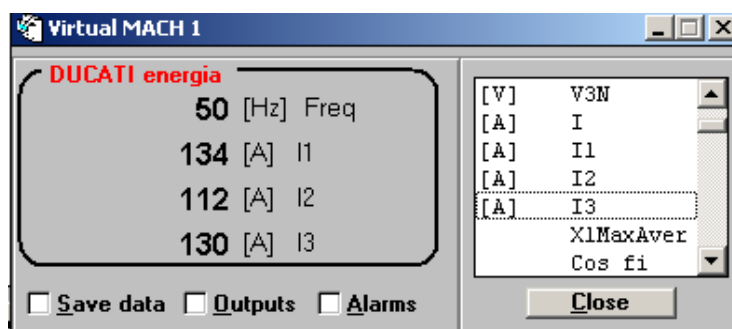 Virtual MACH 1
DUCATI energia
50 [Hz] Freq
134 [A] I1
112 [A] I2
130 [A] I3
Save data Outputs Alarms
[V] V3N
[A] I
[A] I1
[A] I2
[A] I3
X1MaxAver
Cos fi
Close